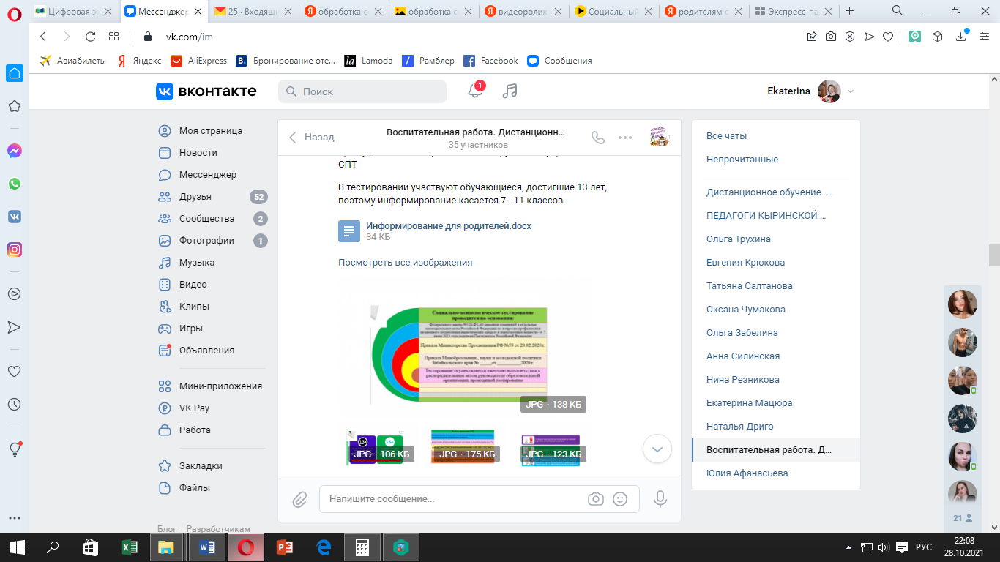 Цифровая э
Мессенджер
25 · Входящ
обработка с
обработка с
видеоролик
Социальный
родителям с
Экспресс-па
vk.com/im
Авиабилеты
Яндекс
AliExpress
Бронирование оте...
Lamoda
Рамблер
Facebook
Сообщения
вконтакте
Поиск
1
Ekaterina
Моя страница
Новости
Мессенджер
Друзья 52
Сообщества 2
Фотографии 1
Музыка
Видео
Клипы
Игры
Объявления
Мини-приложения
VK Pay
Работа
Закладки
Файлы
Блог Разработчикам
Назад
Воспитательная работа. Дистанционн...
35 участников
СПТ
В тестировании участвуют обучающиеся, достигшие 13 лет,
поэтому информирование касается 7 - 11 классов
Информирование для родителей.docx
34 КБ
Посмотреть все изображения
Социально-психологическое тестирование
проводится на основании:
Приказа Министерства Просвещения РФ №59 от 20.02.2020 г.
Приказа Минобразования , науки и молодежной политики
Забайкальского края № _____от __________2020 г.
Тестирование осуществляется ежегодно в соответствии с
распорядительным актом руководителя образовательной
организации, проводящей тестирование
JPG · 138 КБ
13+
15+
JPG · 106 КБ
JPG · 175 КБ
JPG · 123 КБ
Напишите сообщение...
Все чаты
Непрочитанные
Дистанционное обучение. ...
ПЕДАГОГИ КЫРИНСКОЙ ...
Ольга Трухина
Евгения Крюкова
Татьяна Салтанова
Оксана Чумакова
Ольга Забелина
Анна Силинская
Нина Резникова
Екатерина Мацюра
Наталья Дриго
Воспитательная работа. Д...
Юлия Афанасьева
21
РУС
22:08
28.10.2021